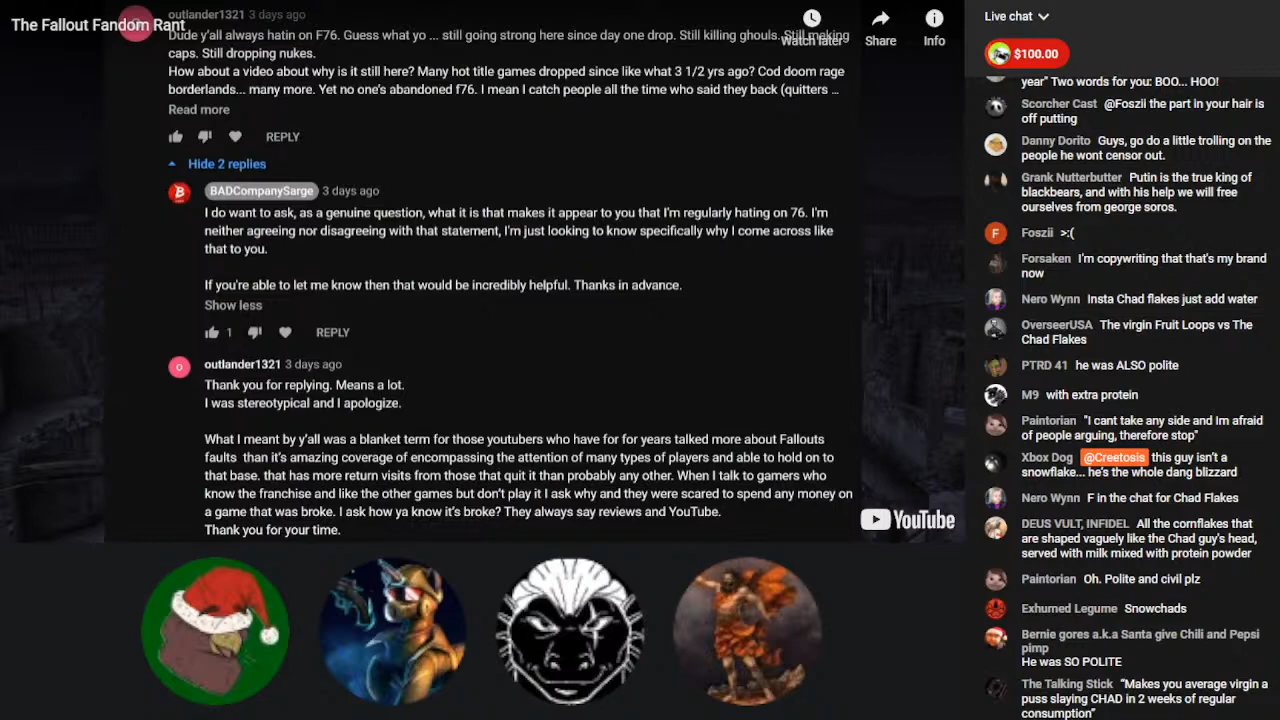 The Fallout Fandom Rant
outlander1321 3 days ago
Dude y'all always hatin on F76. Guess what yo ... still going strong here since day one drop. Still killing ghouls. Still making
caps. Still dropping nukes.
How about a video about why is it still here? Many hot title games dropped since like what 3 1/2 yrs ago? Cod doom rage
borderlands... many more. Yet no one's abandoned f76. I mean I catch people all the time who said they back (quitters ...
Read more
REPLY
Hide 2 replies
BADCompanySarge 3 days ago
I do want to ask, as a genuine question, what it is that makes it appear to you that I'm regularly hating on 76. I'm
neither agreeing nor disagreeing with that statement, I'm just looking to know specifically why I come across like
that to you.
If you're able to let me know then that would be incredibly helpful. Thanks in advance.
Show less
1 REPLY
O outlander1321 3 days ago
Thank you for replying. Means a lot.
I was stereotypical and I apologize.
What I meant by y'all was a blanket term for those youtubers who have for for years talked more about Fallouts
faults than it's amazing coverage of encompassing the attention of many types of players and able to hold on to
that base. that has more return visits from those that quit it than probably any other. When I talk to gamers who
know the franchise and like the other games but don't play it I ask why and they were scared to spend any money on
a game that was broke. I ask how ya know it's broke? They always say reviews and YouTube.
Thank you for your time.
Watch later Share Info
YouTube
Live chat
$100.00
year" Two words for you: BOO... HOO!
Scorcher Cast @Foszii the part in your hair is
off putting
Danny Dorito Guys, go do a little trolling on the
people he wont censor out.
Grank Nutterbutter Putin is the true king of
blackbears, and with his help we will free
ourselves from george soros.
F Foszii >:(
Forsaken I'm copywriting that that's my brand
now
Nero Wynn Insta Chad flakes just add water
OverseerUSA The virgin Fruit Loops vs The
Chad Flakes
PTRD 41 he was ALSO polite
M9 with extra protein
Paintorian "I cant take any side and Im afraid
of people arguing, therefore stop"
Xbox Dog @Creetosis this guy isn't a
snowflake... he's the whole dang blizzard
Nero Wynn F in the chat for Chad Flakes
DEUS VULT, INFIDEL All the cornflakes that
are shaped vaguely like the Chad guy's head,
served with milk mixed with protein powder
Paintorian Oh. Polite and civil plz
Exhumed Legume Snowchads
Bernie gores a.k.a Santa give Chili and Pepsi
pimp
He was SO POLITE
The Talking Stick "Makes you average virgin a
puss slaying CHAD in 2 weeks of regular
consumption"